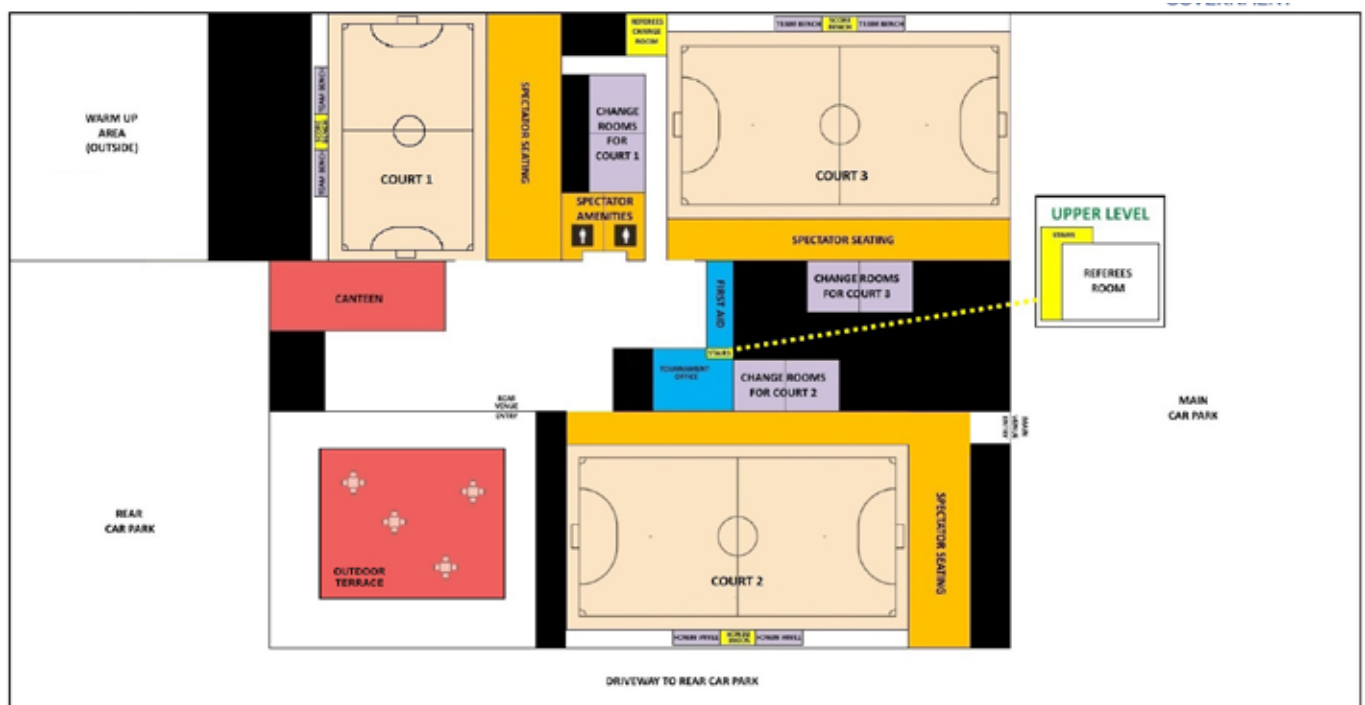 GOVERNMENT
WARM UP
AREA
(OUTSIDE)
TEAM BENCH
SCORE
BENCH
TEAM BENCH
COURT 1
SPECTATOR SEATING
REFEREES
CHANGE
ROOM
CHANGE
ROOMS
FOR
COURT 1
SPECTATOR
AMENITIES
TEAM BENCH
SCORE
BENCH
TEAM BENCH
COURT 3
SPECTATOR SEATING
UPPER LEVEL
STAIRS
REFEREES
ROOM
CANTEEN
FIRST AID
CHANGE ROOMS
FOR COURT 3
STAIRS
TOURNAMENT
OFFICE
CHANGE ROOMS
FOR COURT 2
REAR
VENUE
ENTRY
MAIN
VENUE
ENTRY
MAIN
CAR PARK
REAR
CAR PARK
OUTDOOR
TERRACE
COURT 2
SPECTATOR SEATING
TEAM BENCH
SCORE
BENCH
TEAM BENCH
DRIVEWAY TO REAR CAR PARK